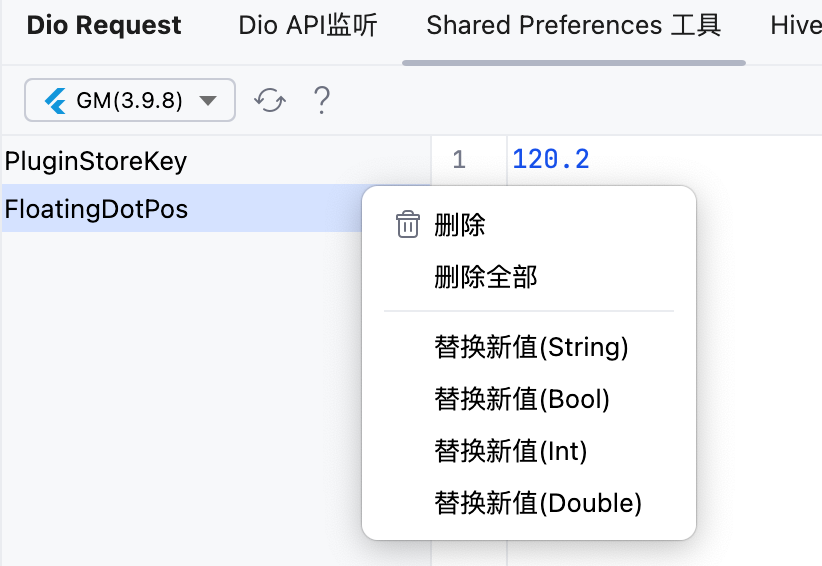 Dio Request Dio API监听 Shared Preferences 工具 Hive
GM(3.9.8)
PluginStoreKey
1 120.2
FloatingDotPos
删除
删除全部
替换新值(String)
替换新值(Bool)
替换新值(Int)
替换新值(Double)